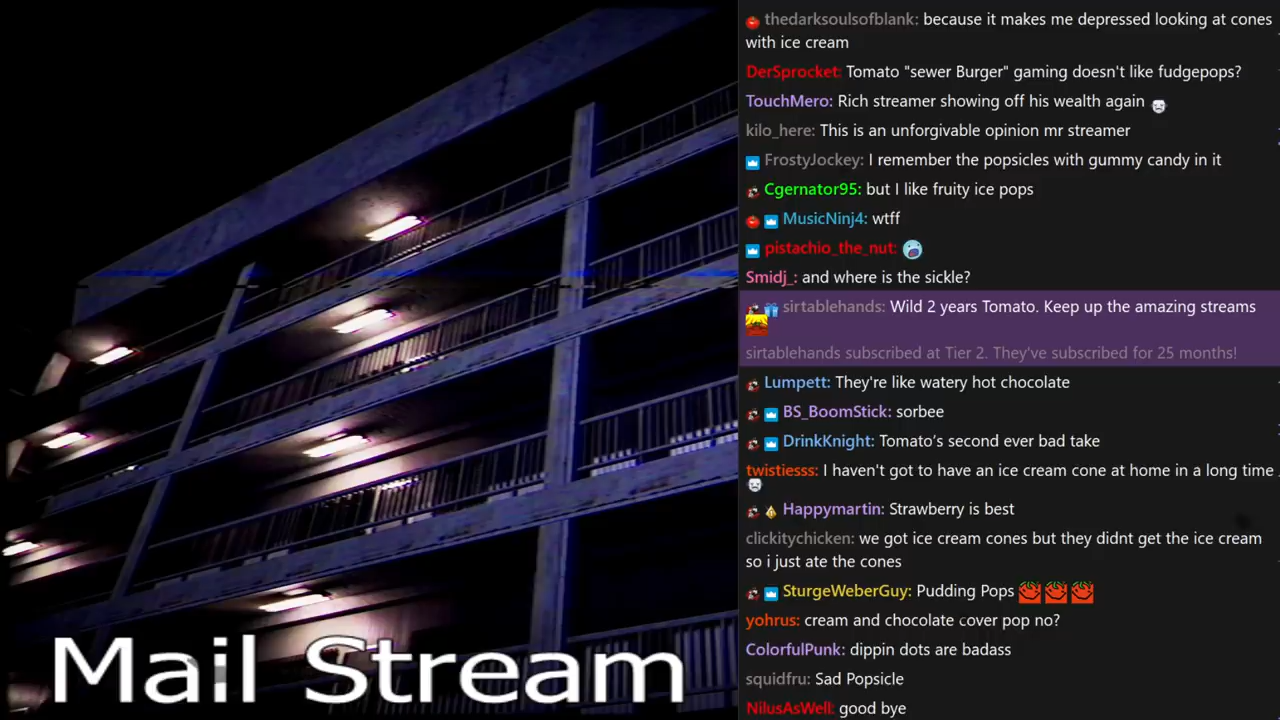 thedarksoulsofblank: because it makes me depressed looking at cones
with ice cream
DerSprocket: Tomato "sewer Burger" gaming doesn't like fudgepops?
TouchMero: Rich streamer showing off his wealth again
kilo_here: This is an unforgivable opinion mr streamer
FrostyJockey: I remember the popsicles with gummy candy in it
Cgernator95: but I like fruity ice pops
MusicNinj4: wtff
pistachio_the_nut:
Smidj_: and where is the sickle?
sirtablehands: Wild 2 years Tomato. Keep up the amazing streams
sirtablehands subscribed at Tier 2. They've subscribed for 25 months!
Lumpett: They're like watery hot chocolate
BS_BoomStick: sorbee
DrinkKnight: Tomato’s second ever bad take
twistiesss: I haven't got to have an ice cream cone at home in a long time
Happymartin: Strawberry is best
clickitychicken: we got ice cream cones but they didnt get the ice cream
so i just ate the cones
SturgeWeberGuy: Pudding Pops
yohrus: cream and chocolate cover pop no?
ColorfulPunk: dippin dots are badass
squidfru: Sad Popsicle
NilusAsWell: good bye
Mail Stream